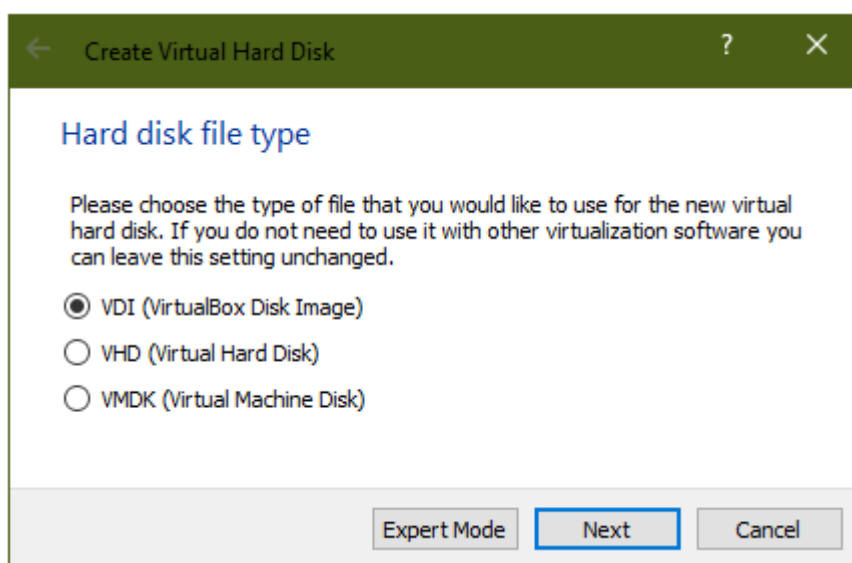 Create Virtual Hard Disk ?
Hard disk file type
Please choose the type of file that you would like to use for the new virtual
hard disk. If you do not need to use it with other virtualization software you
can leave this setting unchanged.
VDI (VirtualBox Disk Image)
VHD (Virtual Hard Disk)
VMDK (Virtual Machine Disk)
Expert Mode Next Cancel